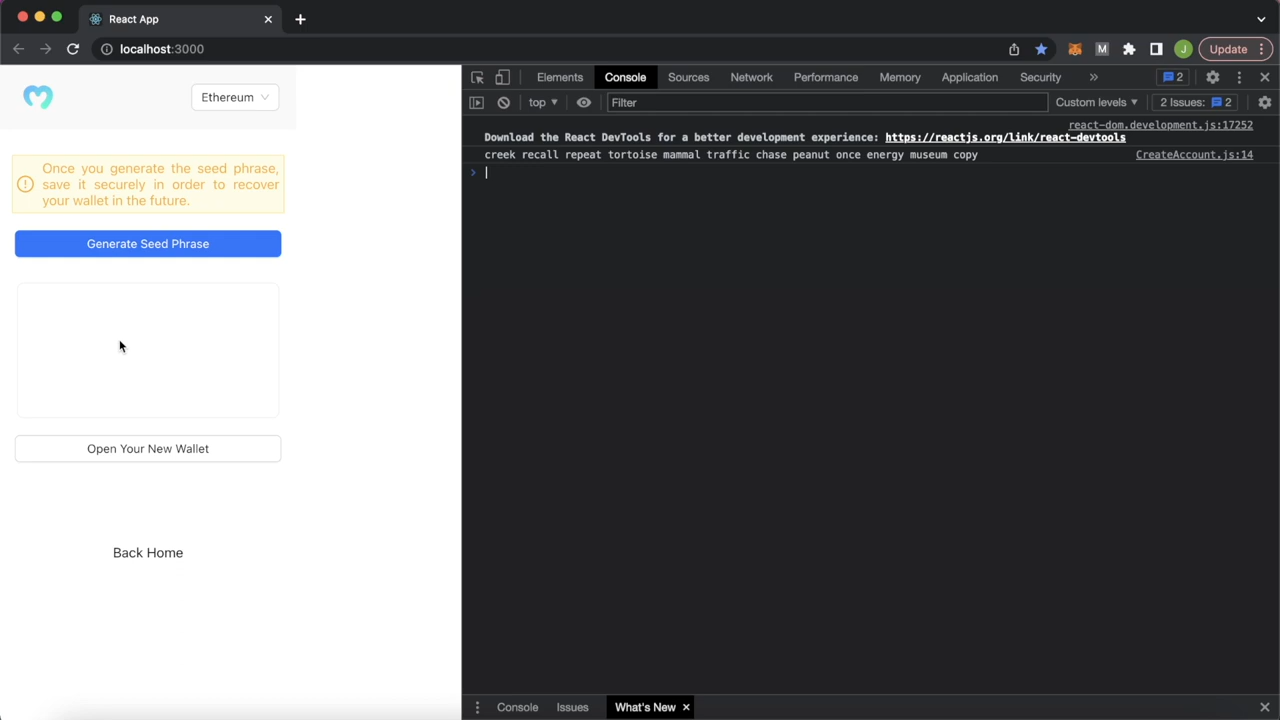 React App
localhost:3000
Update
Ethereum
Once you generate the seed phrase,
save it securely in order to recover
your wallet in the future.
Generate Seed Phrase
Open Your New Wallet
Back Home
Elements Console Sources Network Performance Memory Application Security » 2
top Filter Custom levels 2 Issues: 2
react-dom.development.js:17252
Download the React DevTools for a better development experience: https://reactjs.org/link/react-devtools
creek recall repeat tortoise mammal traffic chase peanut once energy museum copy CreateAccount.js:14
Console Issues What's New